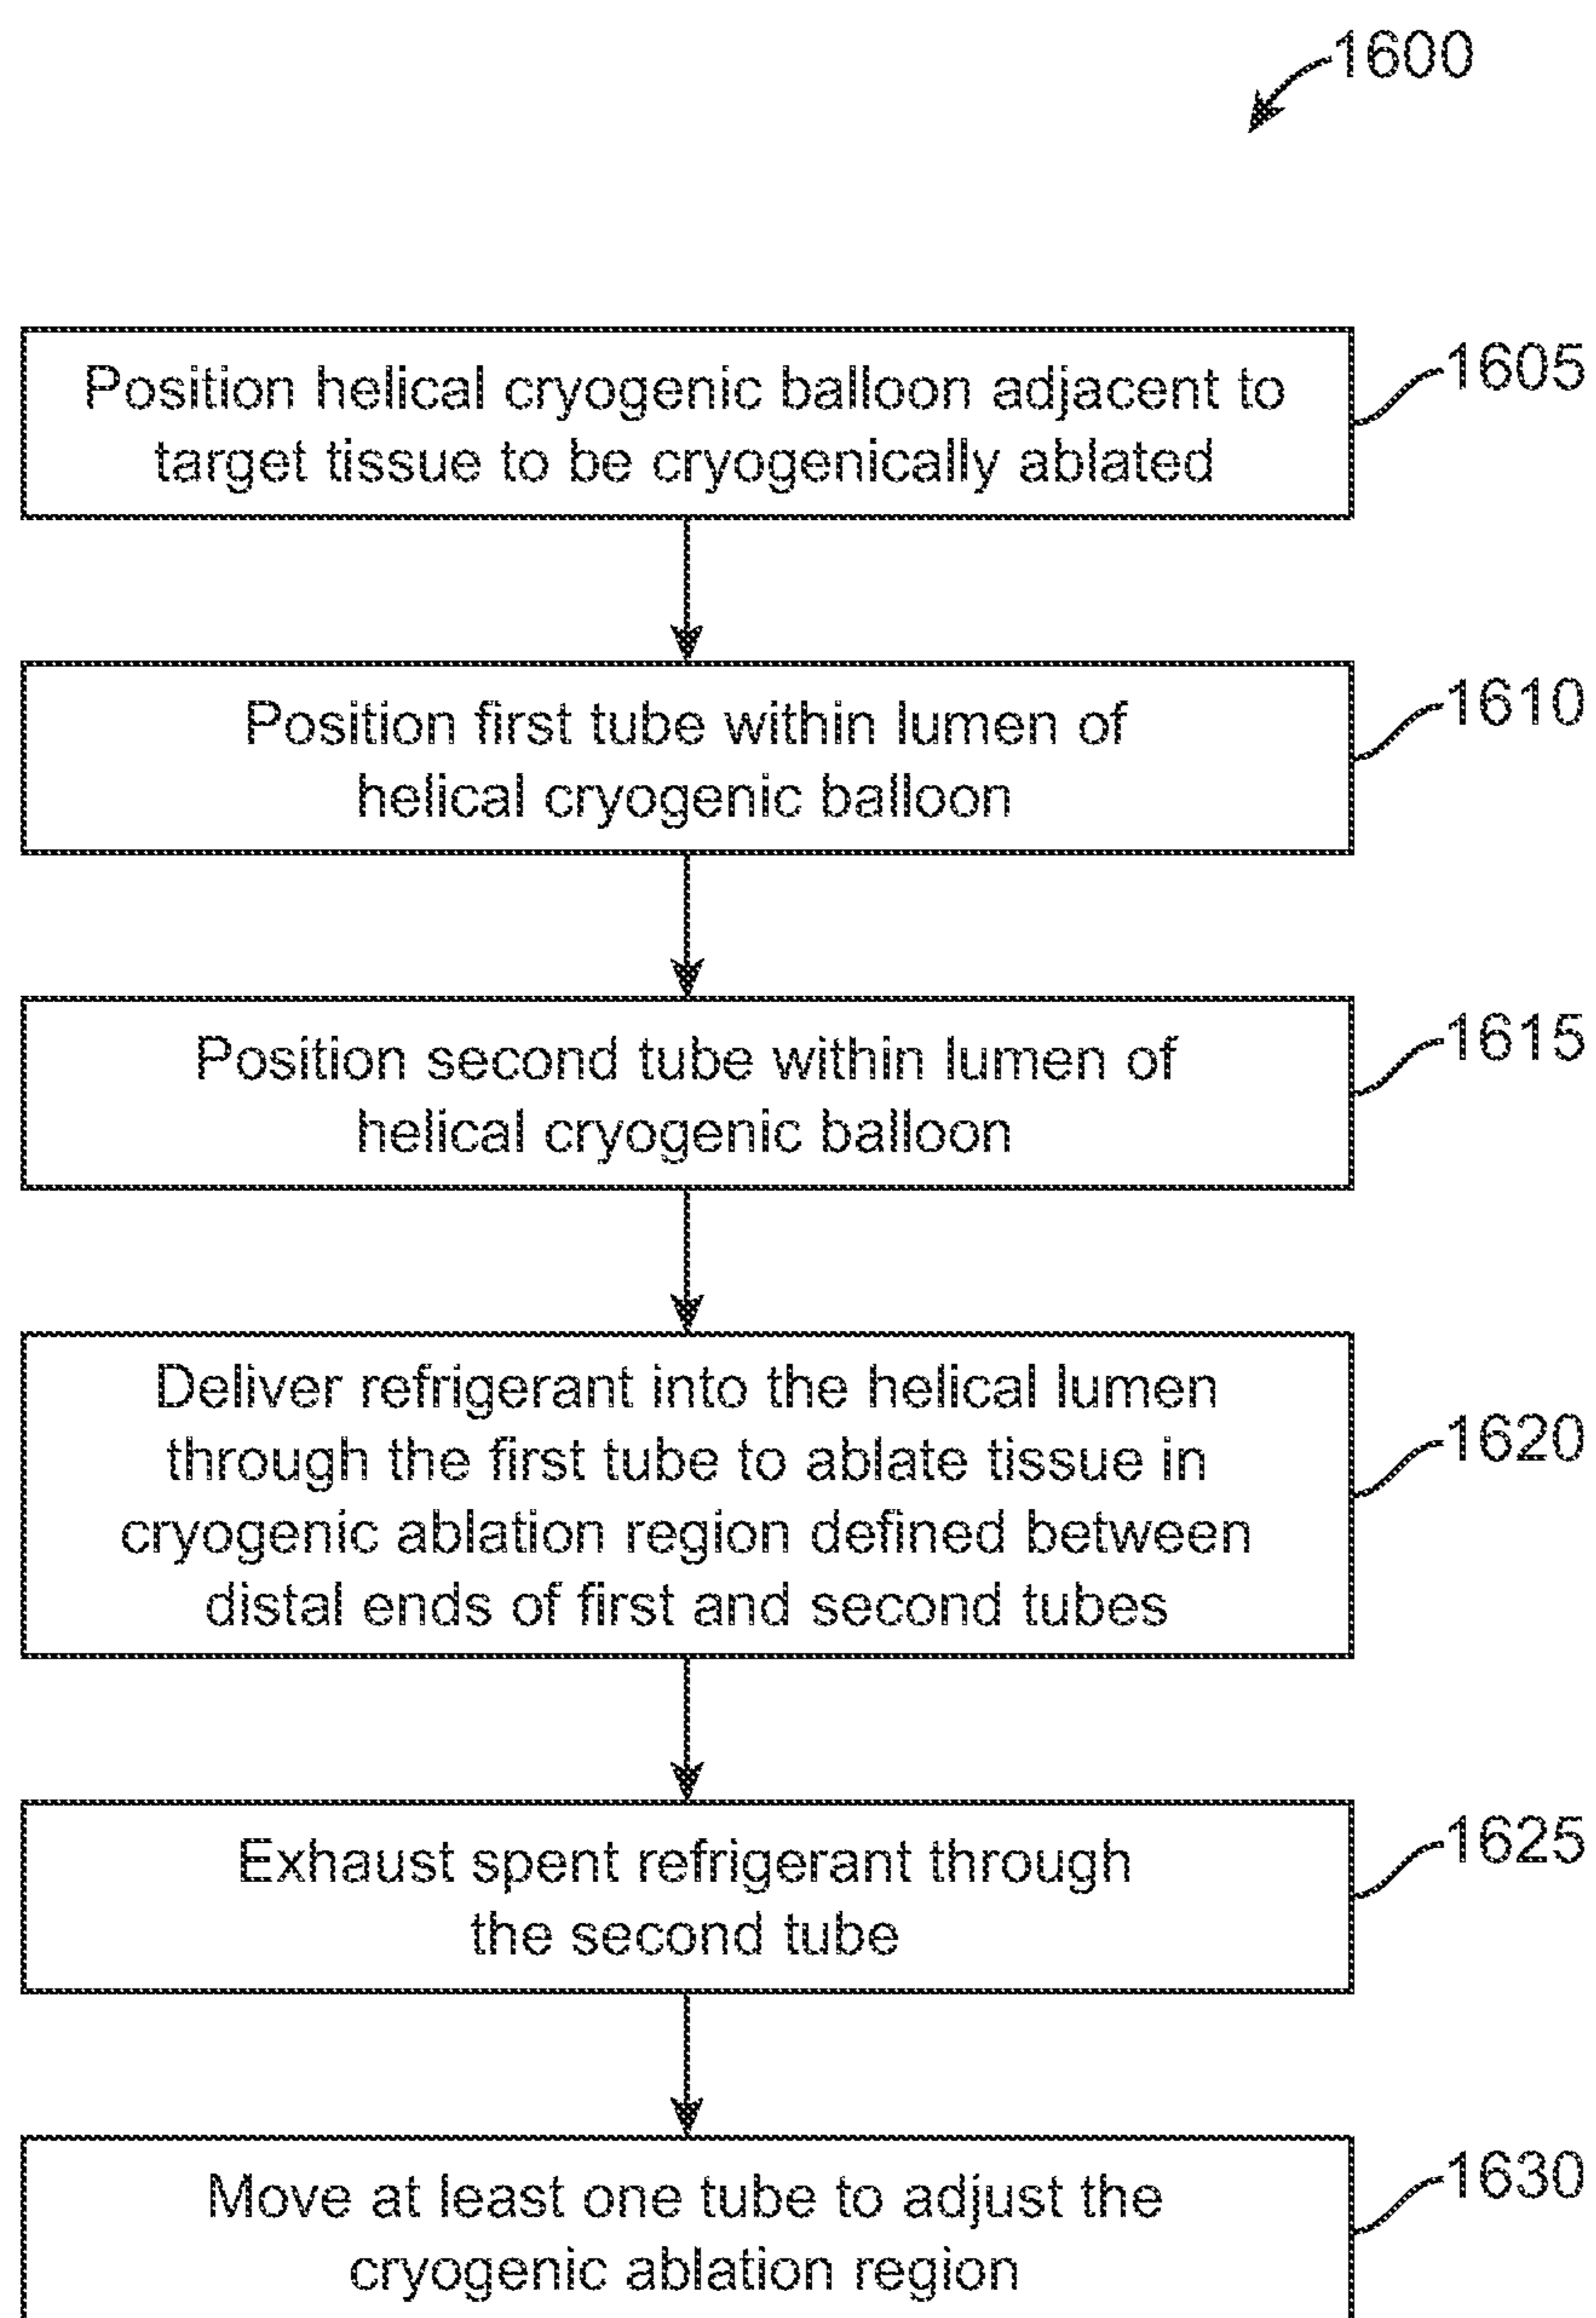 1600
Position helical cryogenic balloon adjacent to
target tissue to be cryogenically ablated
1605
Position first tube within lumen of
helical cryogenic balloon
1610
Position second tube within lumen of
helical cryogenic balloon
1615
Deliver refrigerant into the helical lumen
through the first tube to ablate tissue in
cryogenic ablation region defined between
distal ends of first and second tubes
1620
Exhaust spent refrigerant through
the second tube
1625
Move at least one tube to adjust the
cryogenic ablation region
1630